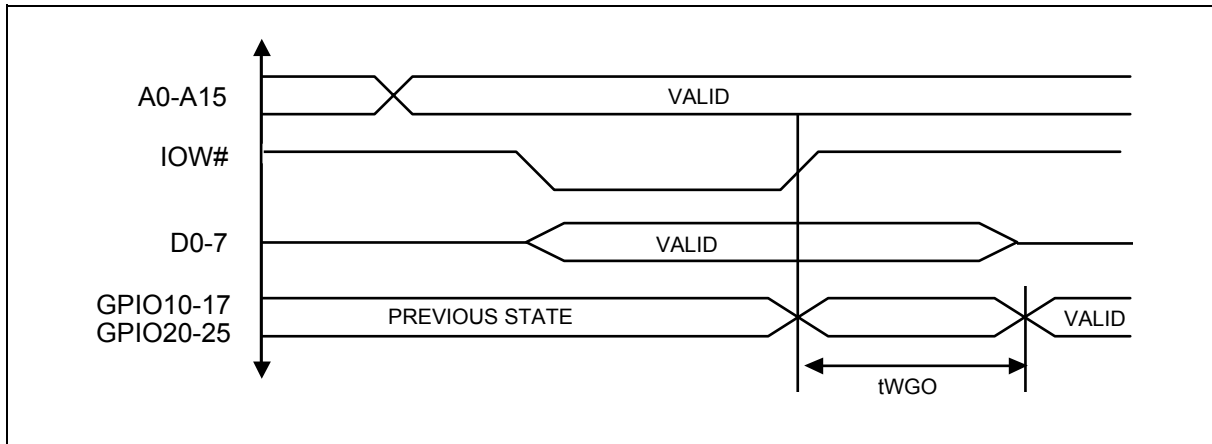 A0-A15
VALID
IOW#
D0-7
VALID
GPIO10-17
GPIO20-25
PREVIOUS STATE
VALID
tWGO